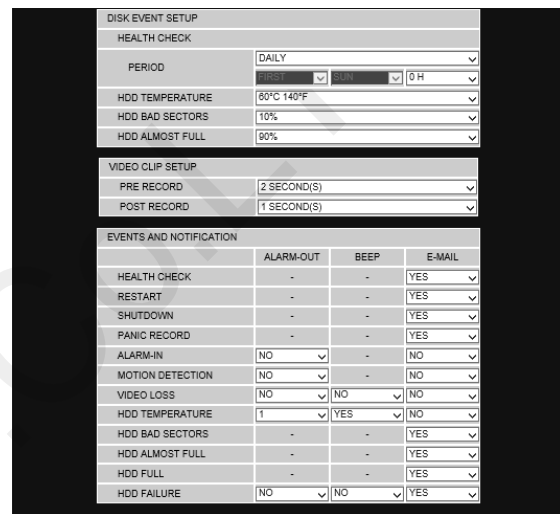 DISK EVENT SETUP
HEALTH CHECK
PERIOD
DAILY
FIRST SUN 0 H
HDD TEMPERATURE 60°C 140°F
HDD BAD SECTORS 10%
HDD ALMOST FULL 90%
VIDEO CLIP SETUP
PRE RECORD 2 SECOND(S)
POST RECORD 1 SECOND(S)
EVENTS AND NOTIFICATION
ALARM-OUT BEEP E-MAIL
HEALTH CHECK - - YES
RESTART - - YES
SHUTDOWN - - YES
PANIC RECORD - - YES
ALARM-IN NO - NO
MOTION DETECTION NO - NO
VIDEO LOSS NO NO NO
HDD TEMPERATURE 1 YES NO
HDD BAD SECTORS - - YES
HDD ALMOST FULL - - YES
HDD FULL - - YES
HDD FAILURE NO NO YES